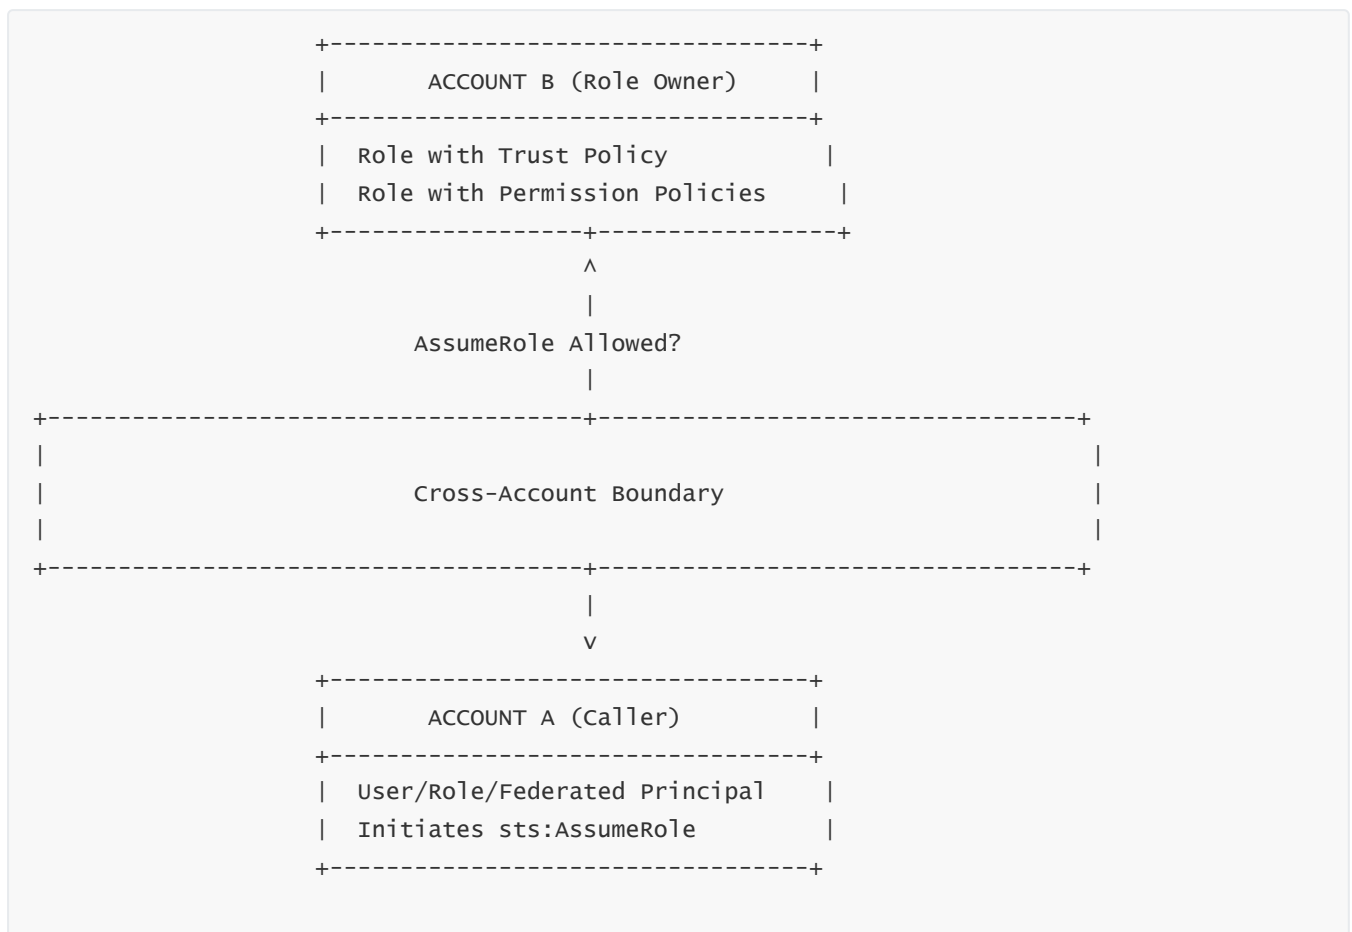 +----------------------------------+
|       ACCOUNT B (Role Owner)     |
+----------------------------------+
|  Role with Trust Policy           |
|  Role with Permission Policies     |
+------------------+-----------------+
^
|
AssumeRole Allowed?
|
+--------------------------------------+----------------------------------+
|                                                                           |
|                          Cross-Account Boundary                           |
|                                                                           |
+--------------------------------------+----------------------------------+
|
v
+----------------------------------+
|       ACCOUNT A (Caller)         |
+----------------------------------+
|  User/Role/Federated Principal    |
|  Initiates sts:AssumeRole         |
+----------------------------------+